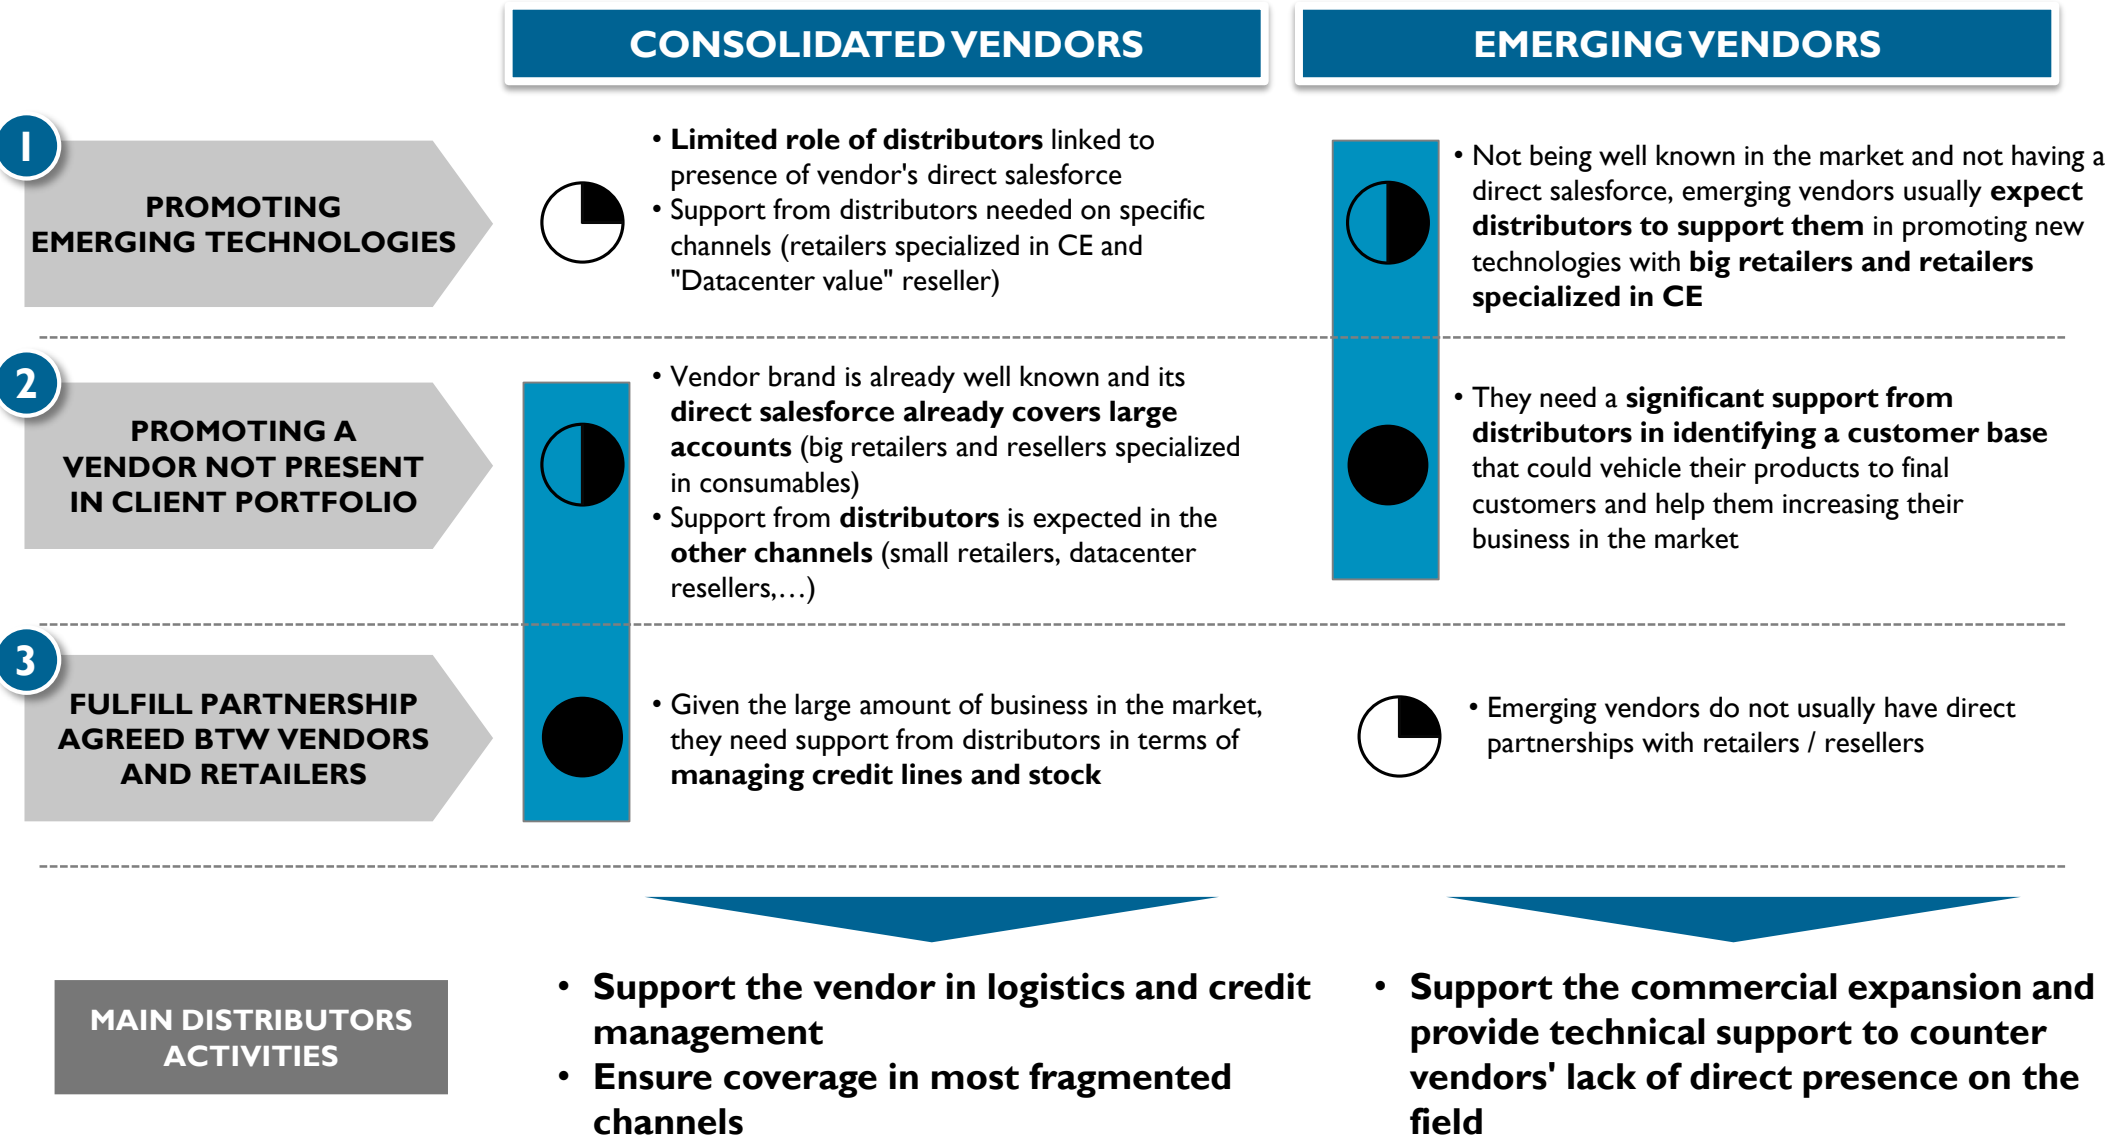 CONSOLIDATED VENDORS
EMERGING VENDORS
1
PROMOTING
EMERGING TECHNOLOGIES
• Limited role of distributors linked to
presence of vendor's direct salesforce
• Support from distributors needed on specific
channels (retailers specialized in CE and
"Datacenter value" reseller)
• Not being well known in the market and not having a
direct salesforce, emerging vendors usually expect
distributors to support them in promoting new
technologies with big retailers and retailers
specialized in CE
2
PROMOTING A
VENDOR NOT PRESENT
IN CLIENT PORTFOLIO
• Vendor brand is already well known and its
direct salesforce already covers large
accounts (big retailers and resellers specialized
in consumables)
• Support from distributors is expected in the
other channels (small retailers, datacenter
resellers,…)
• They need a significant support from
distributors in identifying a customer base
that could vehicle their products to final
customers and help them increasing their
business in the market
3
FULFILL PARTNERSHIP
AGREED BTW VENDORS
AND RETAILERS
• Given the large amount of business in the market,
they need support from distributors in terms of
managing credit lines and stock
• Emerging vendors do not usually have direct
partnerships with retailers / resellers
MAIN DISTRIBUTORS
ACTIVITIES
• Support the vendor in logistics and credit
management
• Ensure coverage in most fragmented
channels
• Support the commercial expansion and
provide technical support to counter
vendors' lack of direct presence on the
field